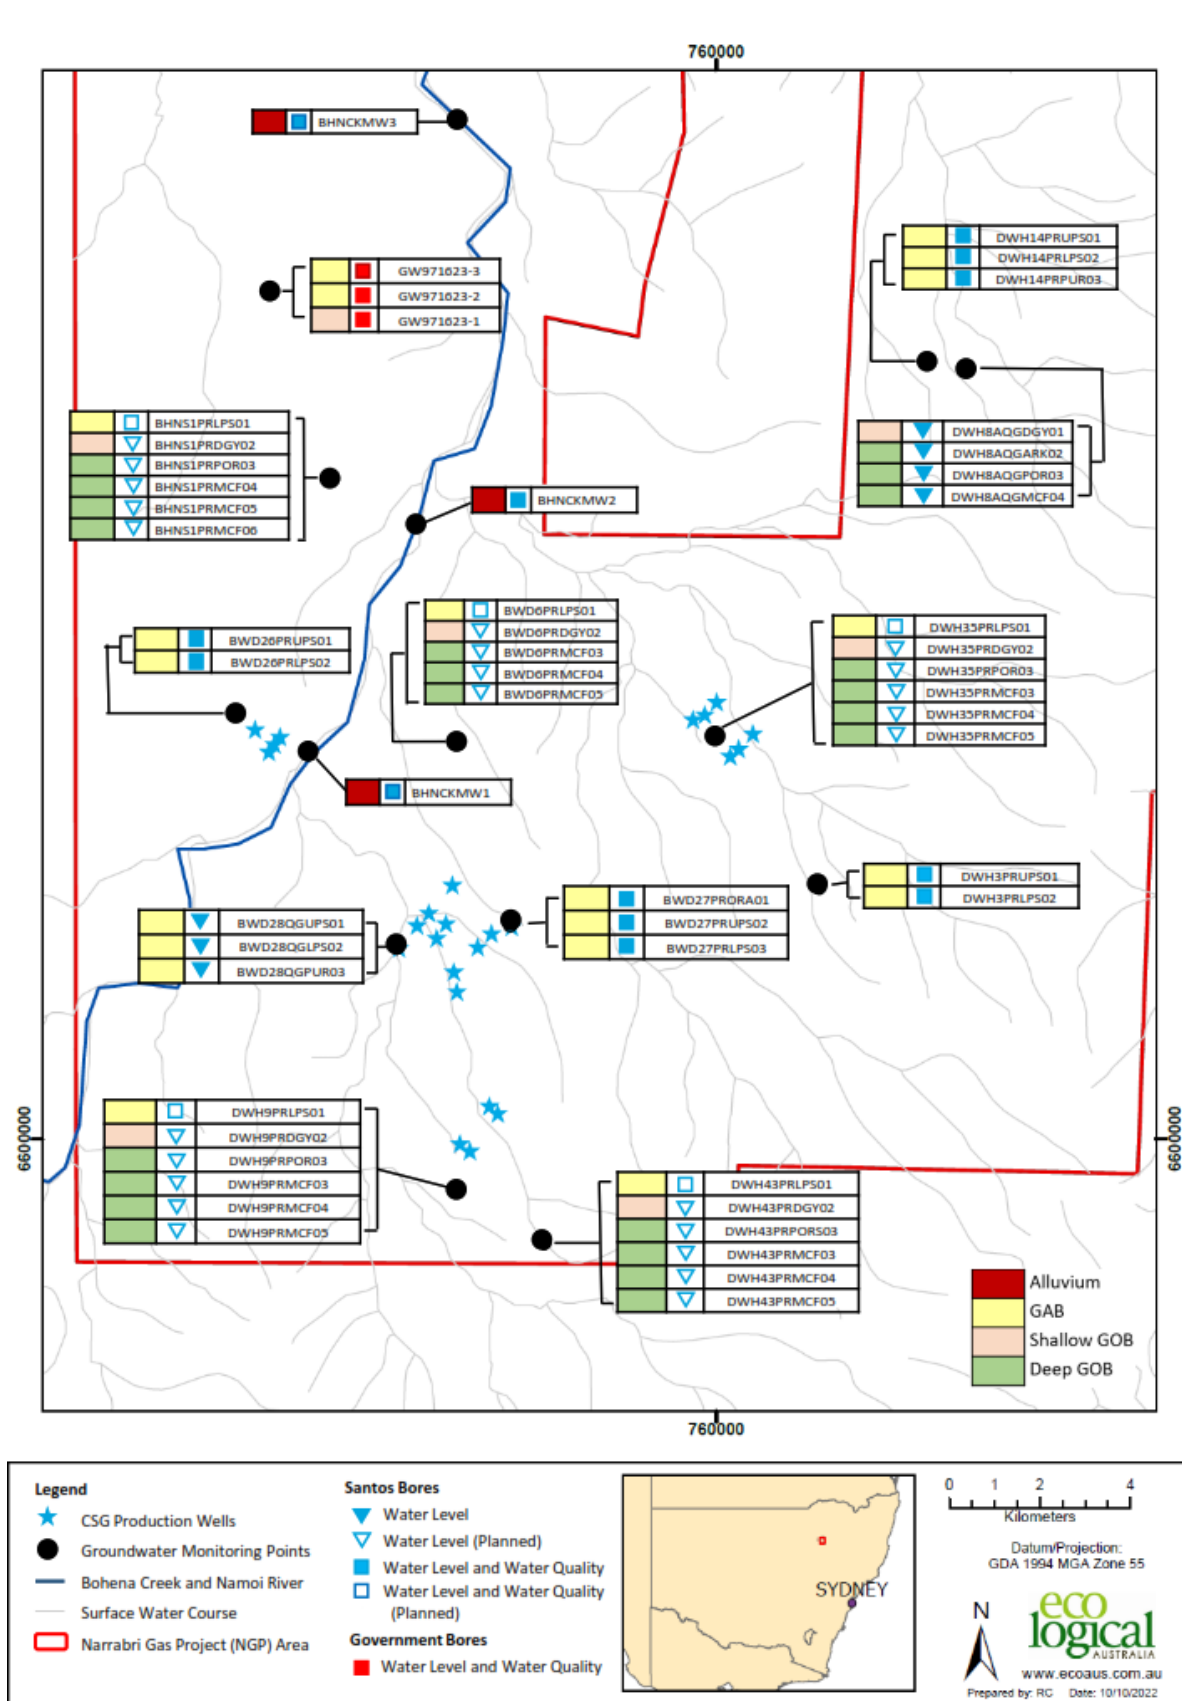 760000
BHNCKMW3
DWH14PRUPS01
DWH14PRLPS02
DWH14PRPUR03
GW971623-3
GW971623-2
GW971623-1
BHNS1PRLPS01
BHNS1PRDGY02
BHNS1PRPOR03
BHNS1PRMCF04
BHNS1PRMCF05
BHNS1PRMCF06
DWH8AQGDGY01
DWH8AQGARK02
DWH8AQGPOR03
DWH8AQGMCF04
BHNCKMW2
BWD26PRUPS01
BWD26PRLPS02
BWD6PRLPS01
BWD6PRDGY02
BWD6PRMCF03
BWD6PRMCF04
BWD6PRMCF05
DWH35PRLPS01
DWH35PRDGY02
DWH35PRPOR03
DWH35PRMCF03
DWH35PRMCF04
DWH35PRMCF05
BHNCKMW1
DWH3PRUPS01
DWH3PRLPS02
BWD28QGUPS01
BWD28QGLPS02
BWD28QGPUR03
BWD27PRORA01
BWD27PRUPS02
BWD27PRLPS03
6600000
6600000
DWH9PRLPS01
DWH9PRDGY02
DWH9PRPOR03
DWH9PRMCF03
DWH9PRMCF04
DWH9PRMCF05
DWH43PRLPS01
DWH43PRDGY02
DWH43PRPORS03
DWH43PRMCF03
DWH43PRMCF04
DWH43PRMCF05
Alluvium
GAB
Shallow GOB
Deep GOB
760000
Legend
CSG Production Wells
Groundwater Monitoring Points
Bohena Creek and Namoi River
Surface Water Course
Narrabri Gas Project (NGP) Area
Santos Bores
Water Level
Water Level (Planned)
Water Level and Water Quality
Water Level and Water Quality
(Planned)
Government Bores
Water Level and Water Quality
SYDNEY
0 1 2 4
Kilometers
Datum/Projection:
GDA 1994 MGA Zone 55
N
eco
logical
AUSTRALIA
www.ecoaus.com.au
Prepared by: RC Date: 10/10/2022